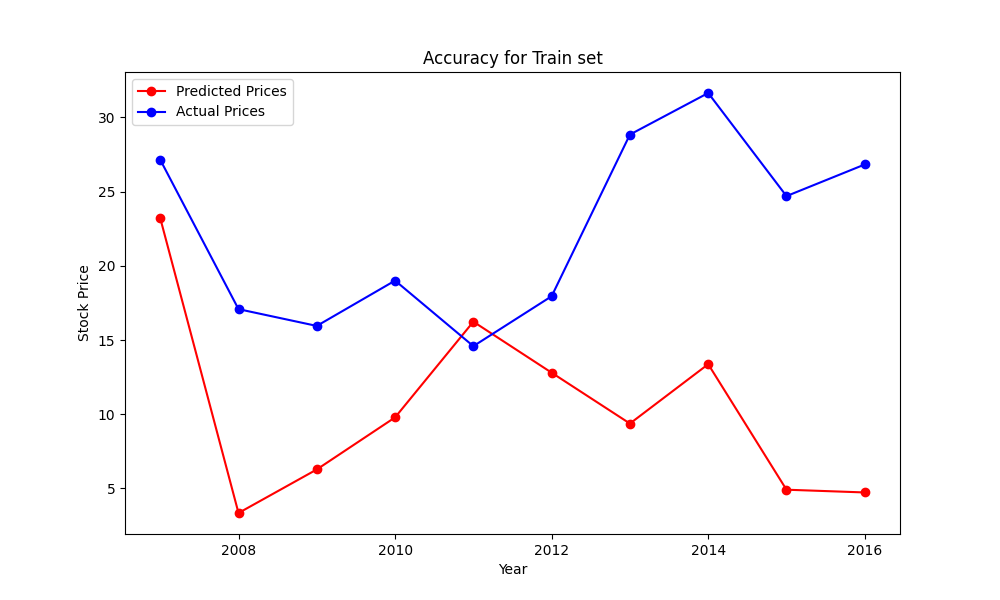 Accuracy for Train set
Predicted Prices
Actual Prices
30
25
20
15
10
5
Stock Price
2008 2010 2012 2014 2016
Year